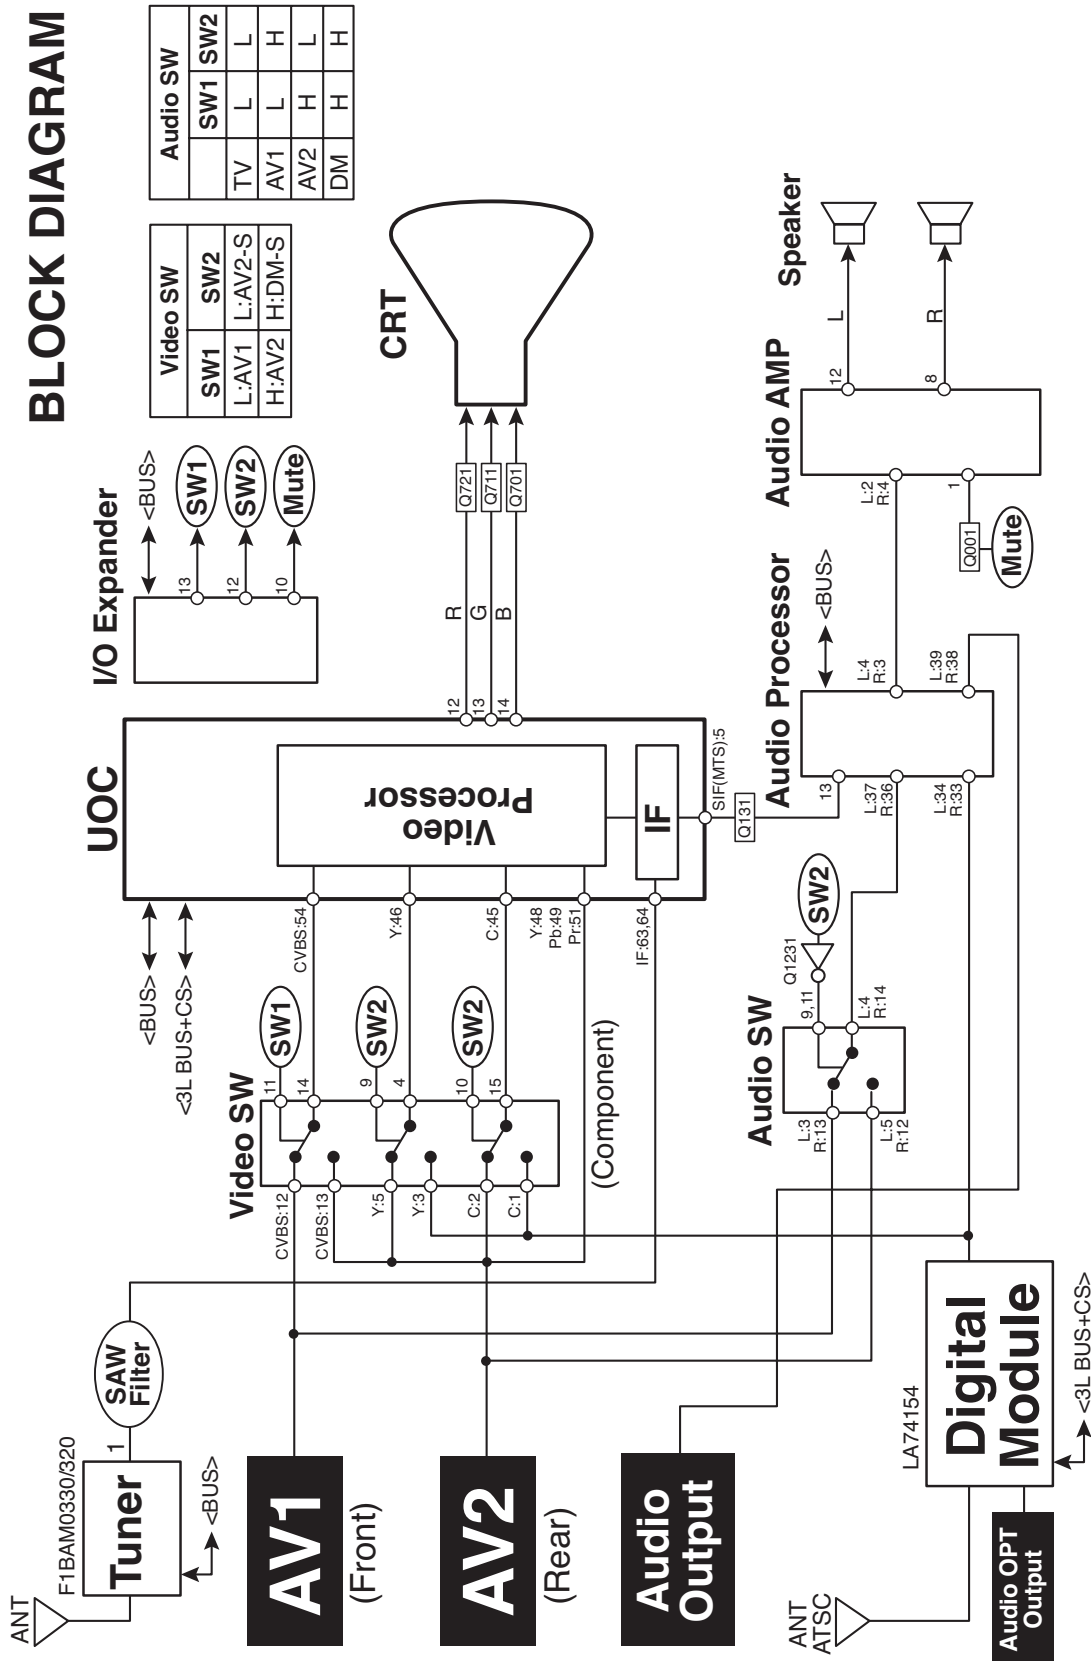 BLOCK DIAGRAM
Video SW
SW1 SW2
L:AV1 L:AV2-S
H:AV2 H:DM-S
Audio SW
SW1 SW2
TV L L
AV1 L H
AV2 H L
DM H H
I/O Expander
<BUS>
13
SW1
12
SW2
10
Mute
CRT
UOC
<BUS>
<3L BUS+CS>
Video
Processor
IF
12
13
14
R
G
B
Q721
Q711
Q701
CVBS:54
Y:46
C:45
Y:48
Pb:49
Pr:51
IF:63,64
SIF(MTS):5
Q131
ANT
F1BAM0330/320
Tuner
1
<BUS>
SAW
Filter
Video SW
SW1
SW2
SW2
11
14
9
4
10
15
CVBS:12
CVBS:13
Y:5
Y:3
C:2
C:1
(Component)
AV1
(Front)
AV2
(Rear)
Audio
Output
Audio SW
L:3
R:13
L:5
R:12
9,11
L:4
R:14
Q1231
SW2
Audio Processor
<BUS>
13
L:37
R:36
L:34
R:33
L:4
R:3
L:39
R:38
Audio AMP
L:2
R:4
1
Q001
Mute
12
8
L
R
Speaker
ANT
ATSC
LA74154
Digital
Module
<3L BUS+CS>
Audio OPT
Output